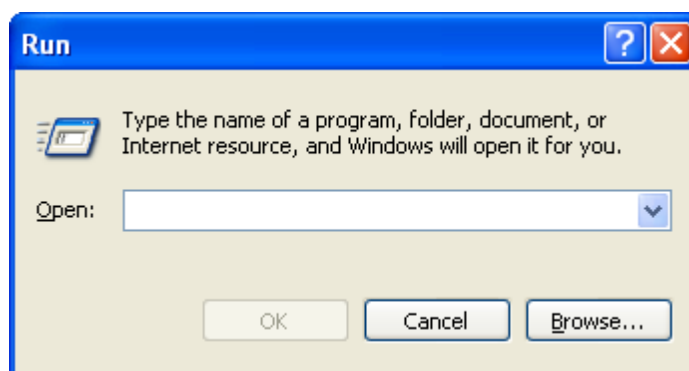 Run
Type the name of a program, folder, document, or
Internet resource, and Windows will open it for you.
Open:
OK Cancel Browse...